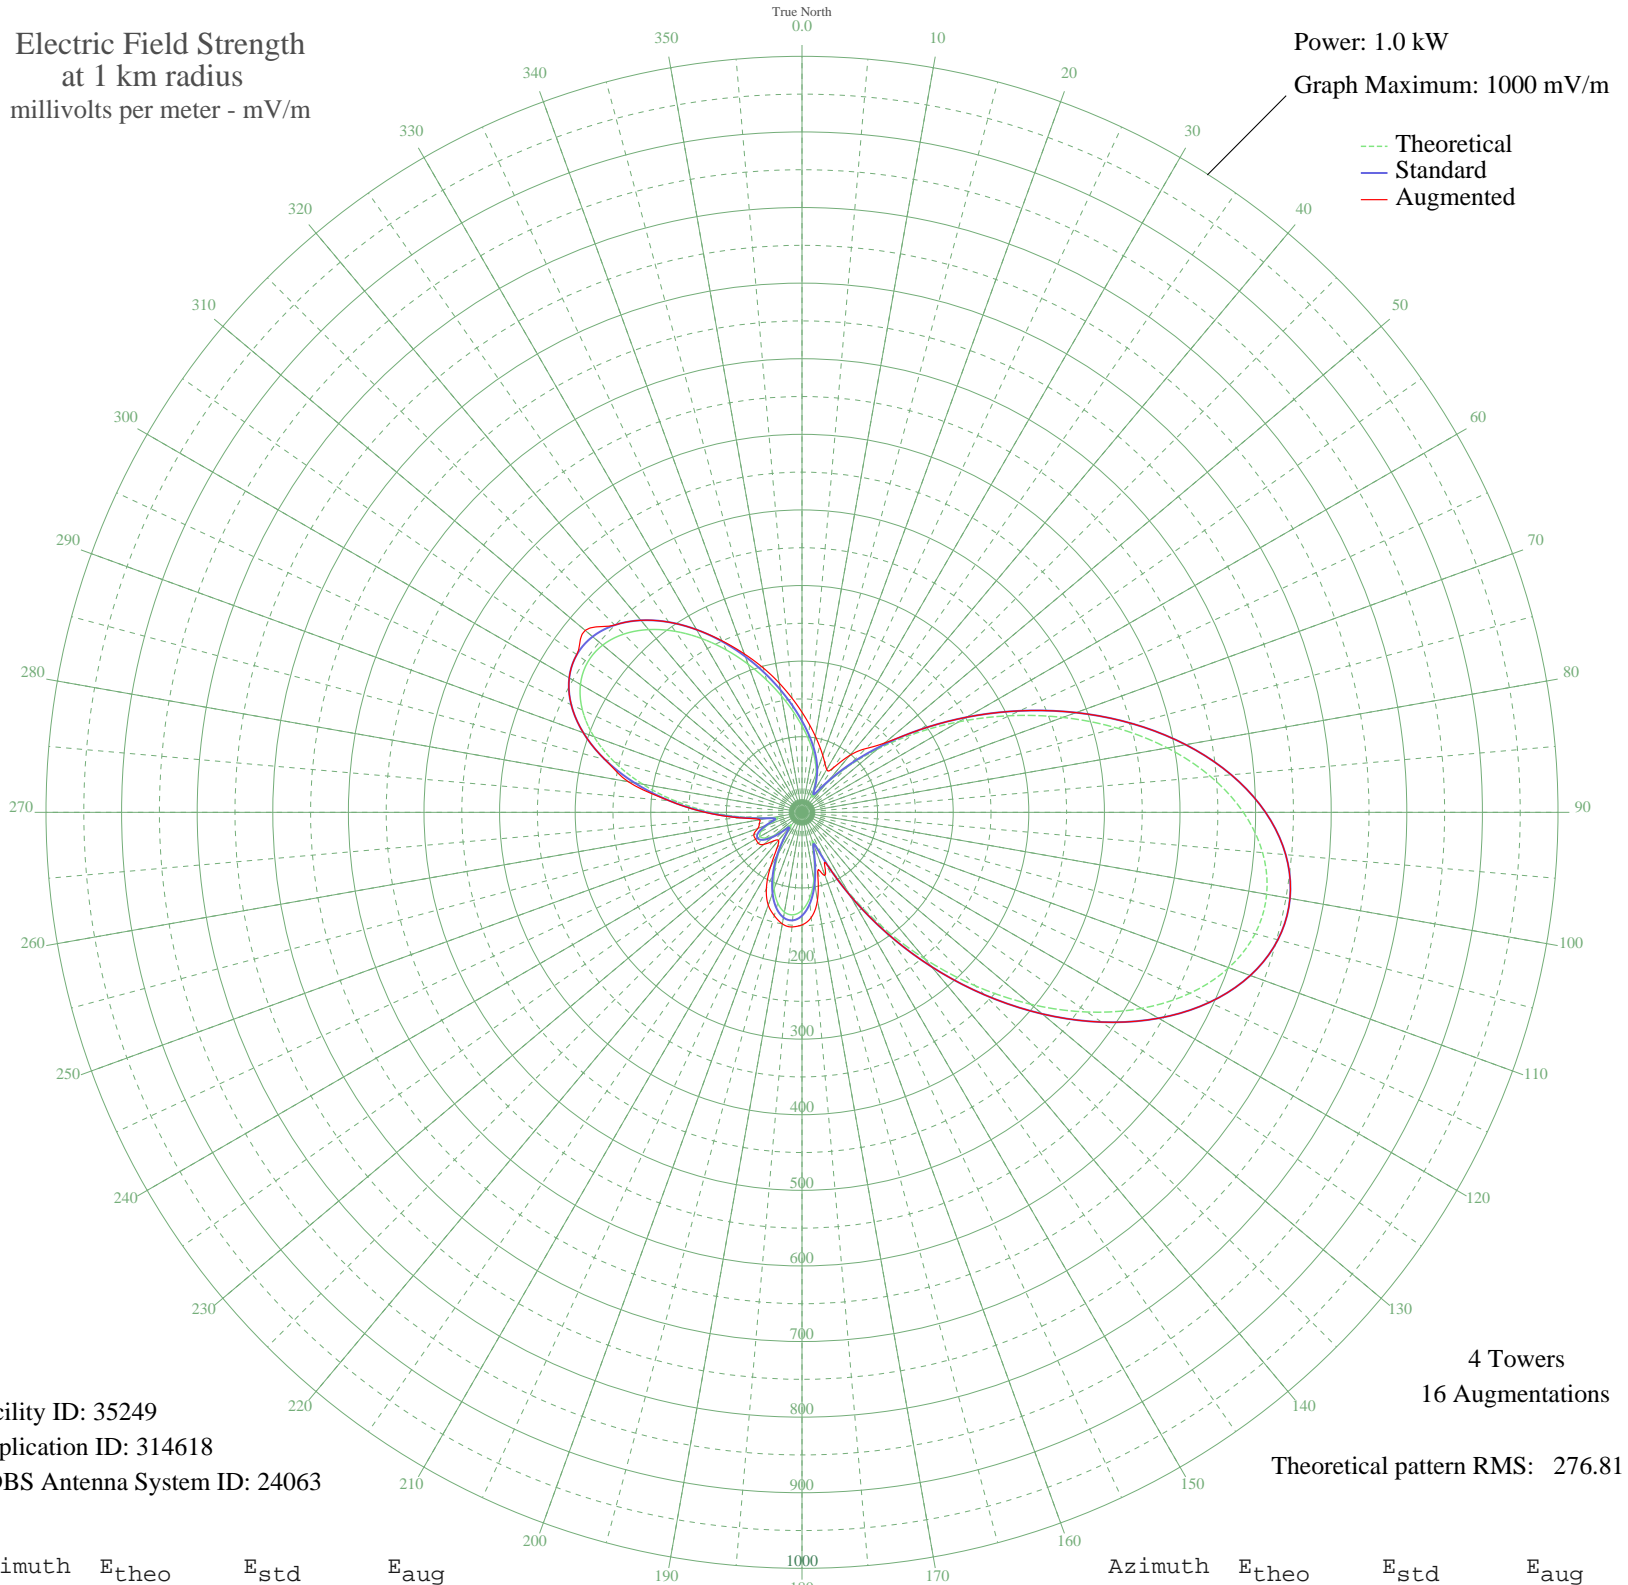 True North
0.0
Electric Field Strength
at 1 km radius
millivolts per meter - mV/m
Power: 1.0 kW
Graph Maximum: 1000 mV/m
Theoretical
Standard
Augmented
10
20
30
40
50
60
70
80
90
100
110
120
130
140
150
160
170
190
200
210
220
230
240
250
260
270
280
290
300
310
320
330
340
350
200
300
400
500
600
700
800
900
1000
180
4 Towers
16 Augmentations
Theoretical pattern RMS: 276.81
cility ID: 35249
plication ID: 314618
DBS Antenna System ID: 24063
imuth Etheo Estd Eaug
Azimuth Etheo Estd Eaug